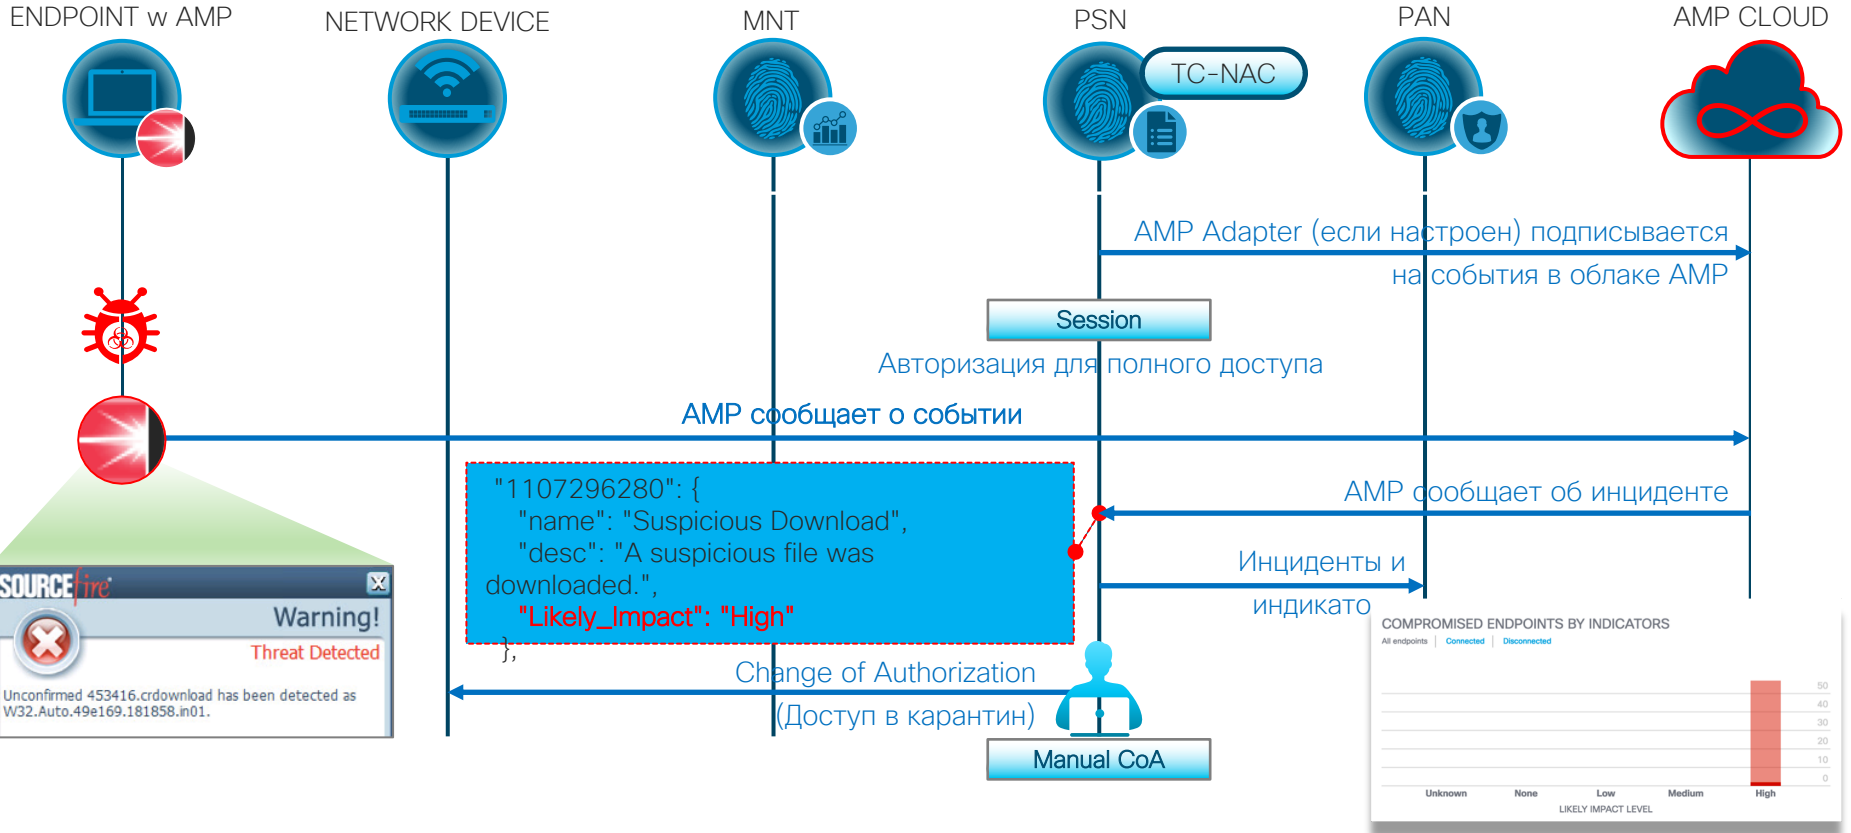 ENDPOINT w AMP
NETWORK DEVICE
MNT
PSN
PAN
AMP CLOUD
TC-NAC
AMP Adapter (если настроен) подписывается
на события в облаке AMP
Session
Авторизация для полного доступа
AMP сообщает о событии
"1107296280": {
"name": "Suspicious Download",
"desc": "A suspicious file was
downloaded.",
"Likely_Impact": "High"
},
AMP сообщает об инциденте
Инциденты и
индикато
SOURCEfire
Warning!
Threat Detected
Unconfirmed 453416.crdownload has been detected as
W32.Auto.49e169.181858.in01.
Change of Authorization
(Доступ в карантин)
Manual CoA
COMPROMISED ENDPOINTS BY INDICATORS
All endpoints Connected Disconnected
50
40
30
20
10
0
Unknown None Low Medium High
LIKELY IMPACT LEVEL